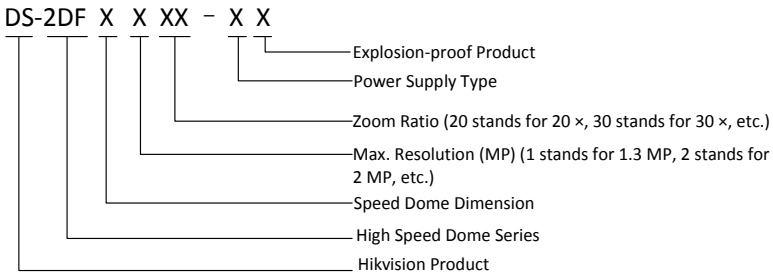 DS-2DF X X XX - X X
Explosion-proof Product
Power Supply Type
Zoom Ratio (20 stands for 20 ×, 30 stands for 30 ×, etc.)
Max. Resolution (MP) (1 stands for 1.3 MP, 2 stands for
2 MP, etc.)
Speed Dome Dimension
High Speed Dome Series
Hikvision Product